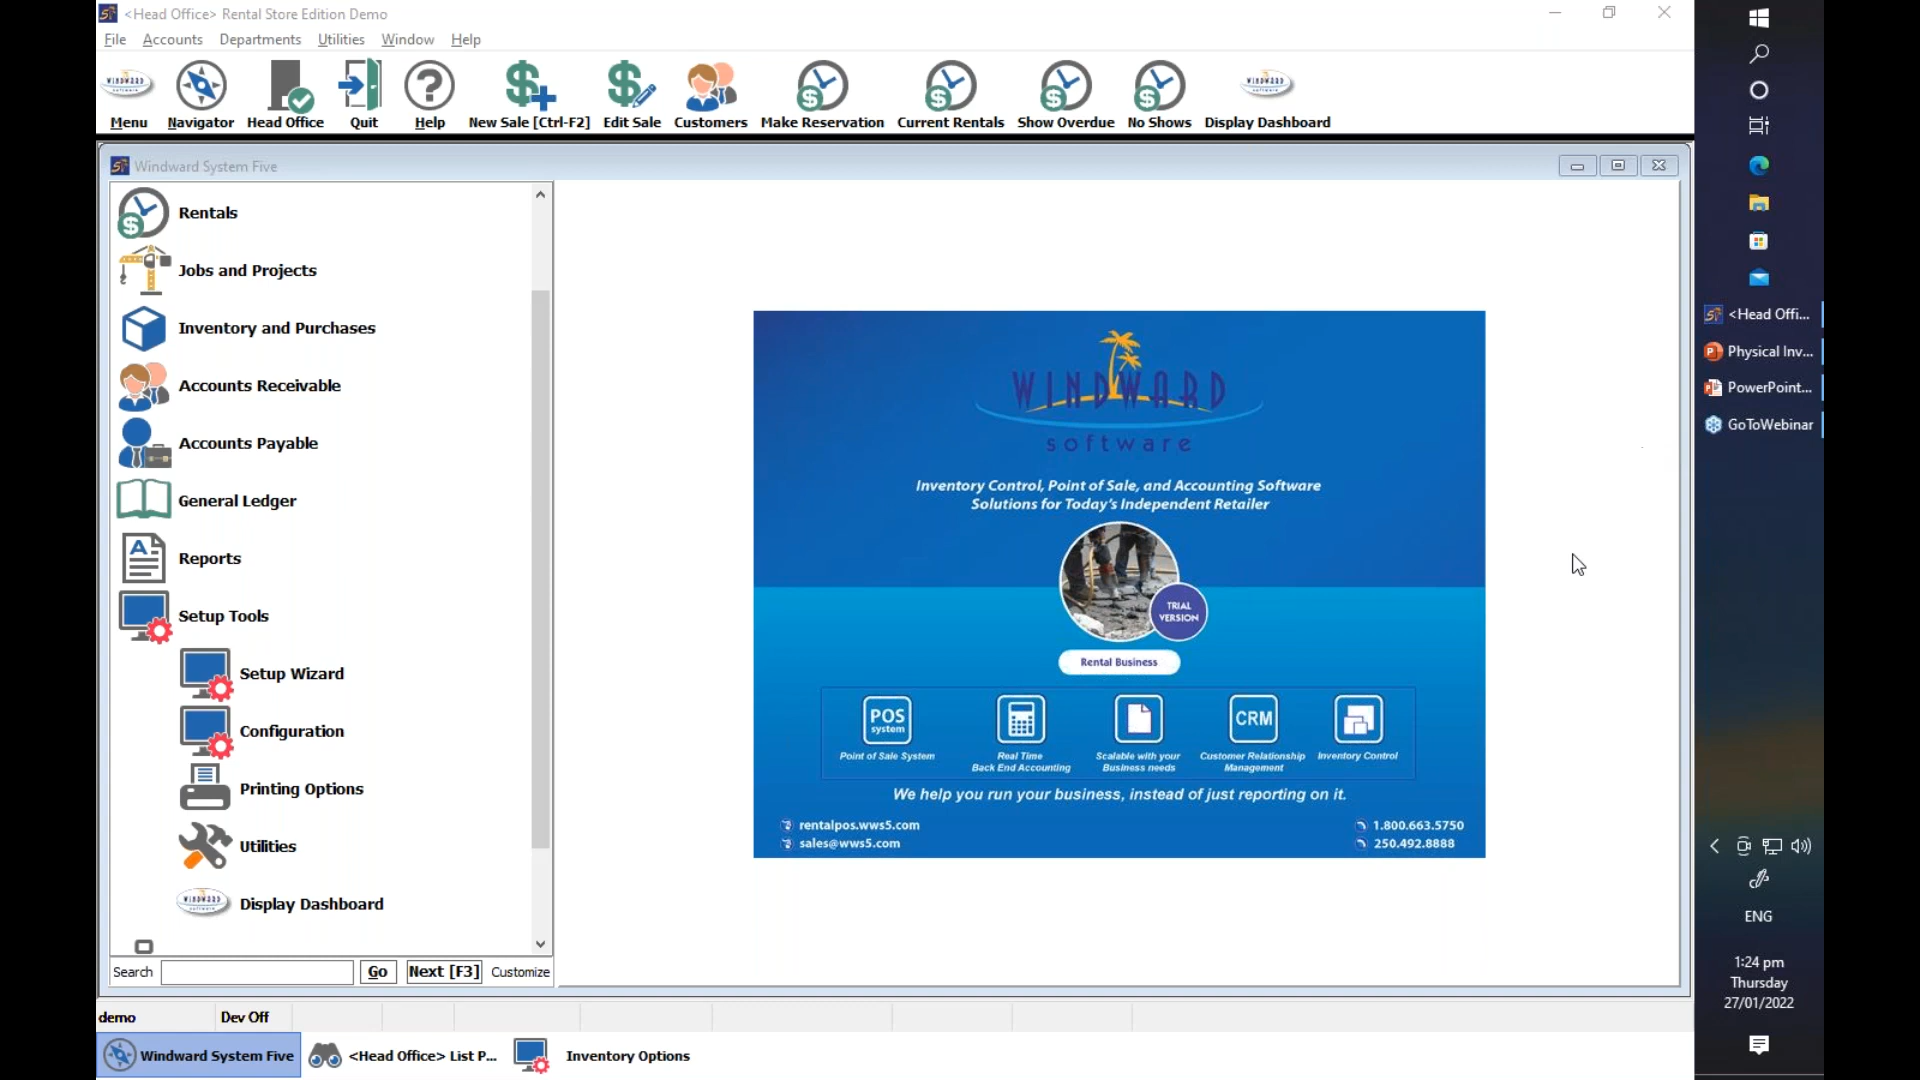 <Head Office> Rental Store Edition Demo
File Accounts Departments Utilities Window Help
Menu Navigator Head Office Quit Help New Sale [Ctrl-F2] Edit Sale Customers Make Reservation Current Rentals Show Overdue No Shows Display Dashboard
Windward System Five
Rentals
Jobs and Projects
Inventory and Purchases
Accounts Receivable
Accounts Payable
General Ledger
Reports
Setup Tools
Setup Wizard
Configuration
Printing Options
Utilities
Display Dashboard
Search Go Next [F3] Customize
WINDWARD
software
Inventory Control, Point of Sale, and Accounting Software
Solutions for Today's Independent Retailer
TRIAL
VERSION
Rental Business
POS
system
CRM
Point of Sale System
Real Time
Back End Accounting
Scalable with your
Business needs
Customer Relationship
Management
Inventory Control
We help you run your business, instead of just reporting on it.
rentalpos.wws5.com
sales@wws5.com
1.800.663.5750
250.492.8888
demo Dev Off
Windward System Five <Head Office> List P... Inventory Options
<Head Offi...
Physical Inv...
PowerPoint...
GoToWebinar
ENG
1:24 pm
Thursday
27/01/2022